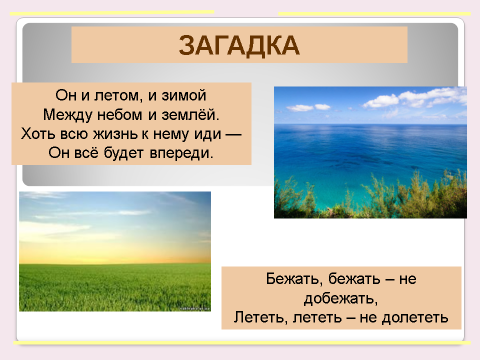 ЗАГАДКА
Он и летом, и зимой
Между небом и землёй.
Хоть всю жизнь к нему иди —
Он всё будет впереди.
Бежать, бежать – не
добежать,
Лететь, лететь – не долететь